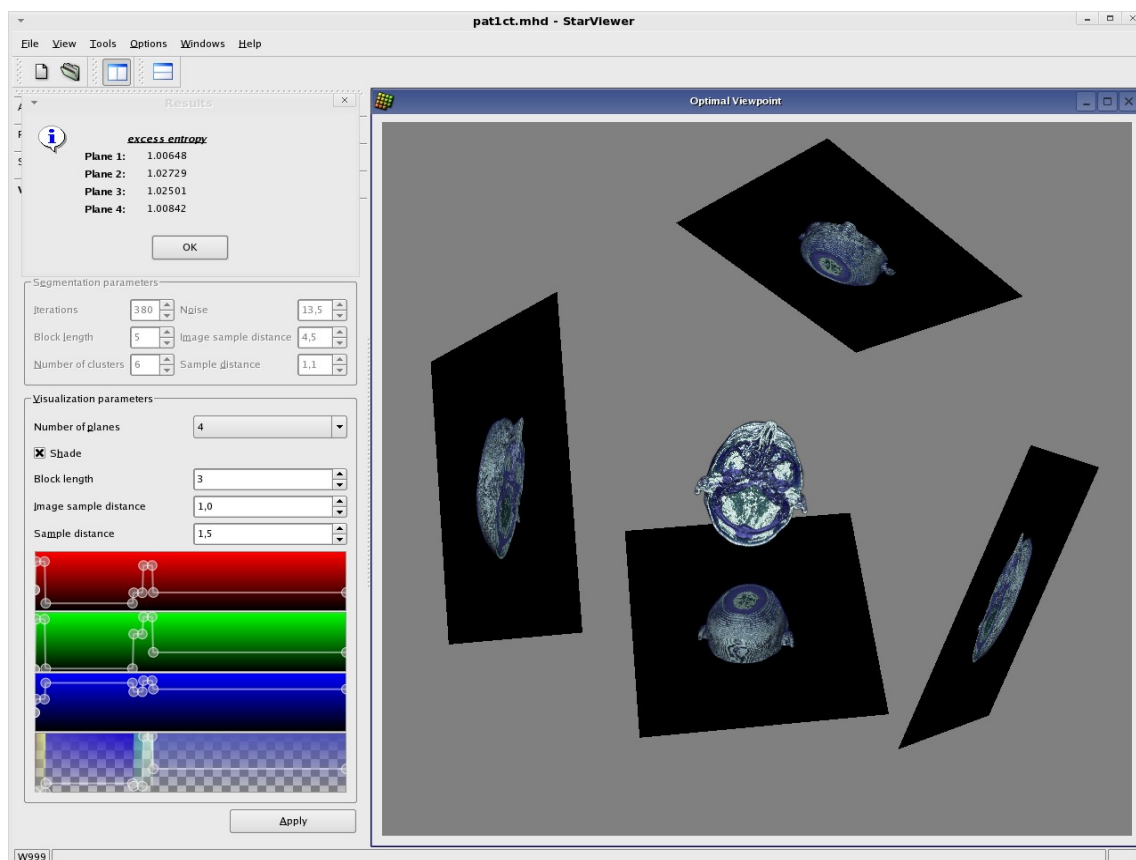 pat1ct.mhd - StarViewer
File View Tools Options Windows Help
Results
excess entropy
Plane 1: 1.00648
Plane 2: 1.02729
Plane 3: 1.02501
Plane 4: 1.00842
OK
Segmentation parameters
Iterations 380 Noise 13,5
Block length 5 Image sample distance 4,5
Number of clusters 6 Sample distance 1,1
Visualization parameters
Number of planes 4
Shade
Block length 3
Image sample distance 1,0
Sample distance 1,5
Apply
W999
Optimal Viewpoint